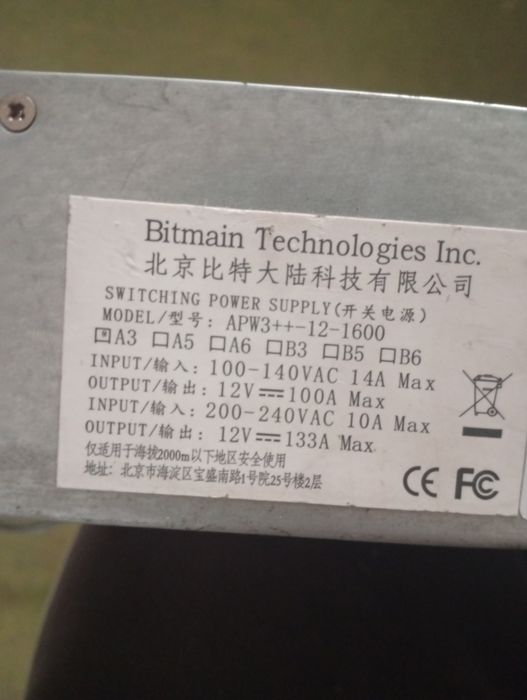 Bitmain Technologies Inc.
北京比特大陆科技有限公司
SWITCHING POWER SUPPLY(开关电源)
MODEL/型号: APW3++-12-1600
☑A3 □A5 □A6 □B3 □B5 □B6
INPUT/输入: 100-140VAC 14A Max
OUTPUT/输出: 12V⎓100A Max
INPUT/输入: 200-240VAC 10A Max
OUTPUT/输出: 12V⎓133A Max
仅适用于海拔2000m以下地区安全使用
地址: 北京市海淀区宝盛南路1号院25号楼2层
CE FC